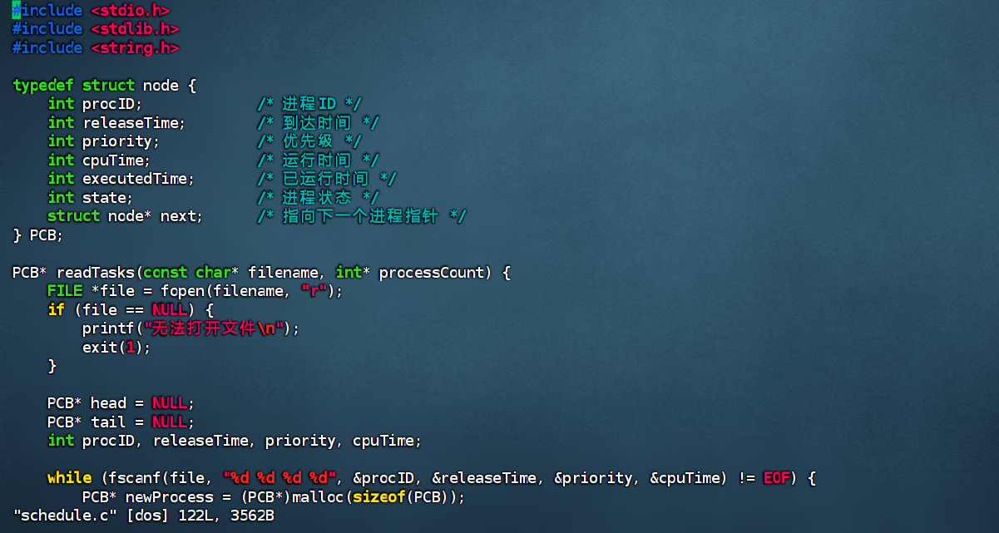 #include <stdio.h>
#include <stdlib.h>
#include <string.h>
typedef struct node {
    int procID;             /* 进程ID */
    int releaseTime;        /* 到达时间 */
    int priority;           /* 优先级 */
    int cpuTime;            /* 运行时间 */
    int executedTime;       /* 已运行时间 */
    int state;              /* 进程状态 */
    struct node* next;      /* 指向下一个进程指针 */
} PCB;
PCB* readTasks(const char* filename, int* processCount) {
    FILE *file = fopen(filename, "r");
    if (file == NULL) {
        printf("无法打开文件\n");
        exit(1);
    }
    PCB* head = NULL;
    PCB* tail = NULL;
    int procID, releaseTime, priority, cpuTime;
    while (fscanf(file, "%d %d %d %d", &procID, &releaseTime, &priority, &cpuTime) != EOF) {
        PCB* newProcess = (PCB*)malloc(sizeof(PCB));
"schedule.c" [dos] 122L, 3562B